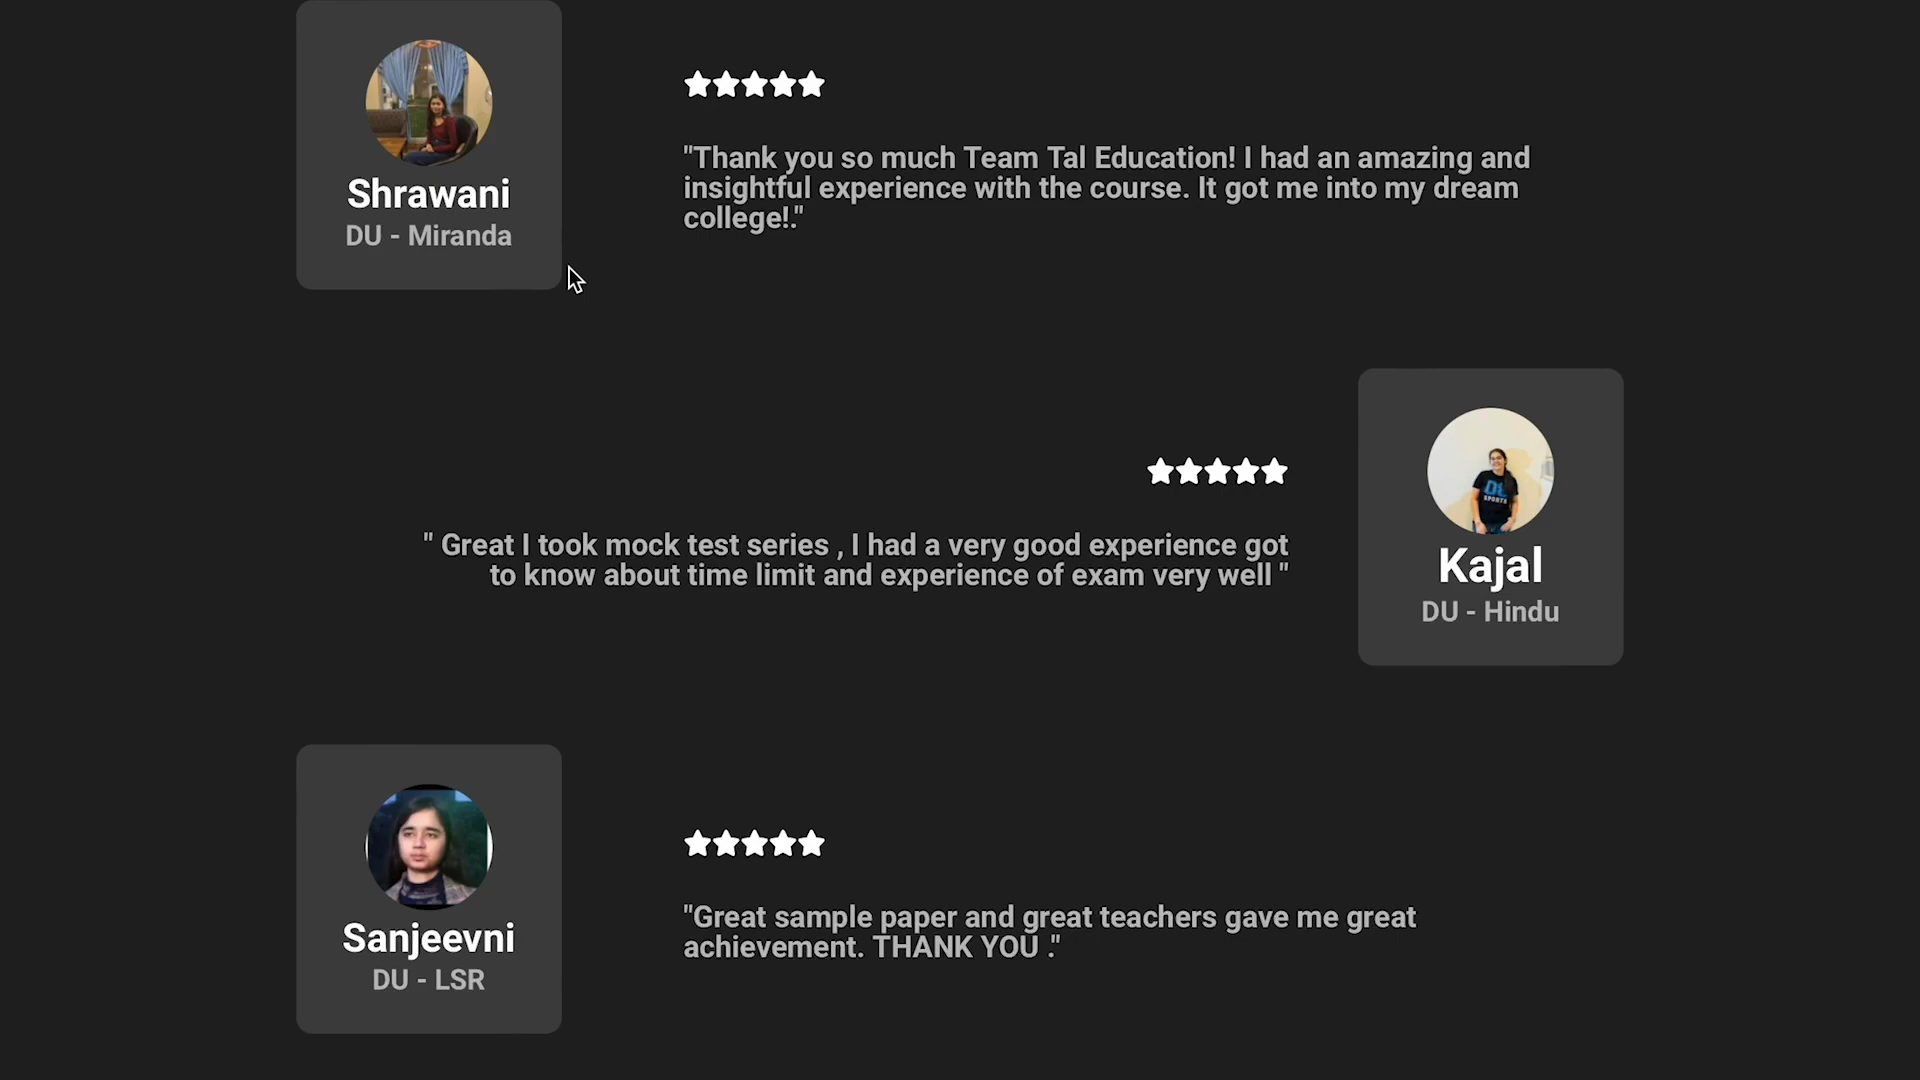 Shrawani
DU - Miranda
"Thank you so much Team Tal Education! I had an amazing and
insightful experience with the course. It got me into my dream
college!."
" Great I took mock test series , I had a very good experience got
to know about time limit and experience of exam very well "
DU
SPORTS
Kajal
DU - Hindu
Sanjeevni
DU - LSR
"Great sample paper and great teachers gave me great
achievement. THANK YOU ."